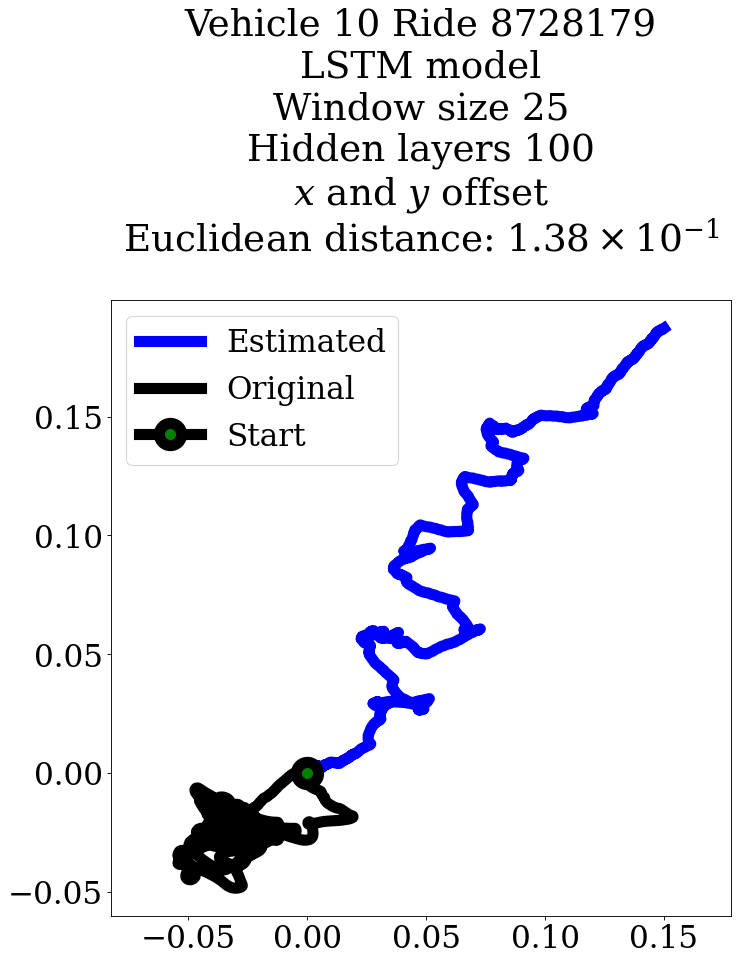 Vehicle 10 Ride 8728179
LSTM model
Window size 25
Hidden layers 100
x and y offset
Euclidean distance: 1.38 × 10⁻¹
Estimated
Original
Start
0.15
0.10
0.05
0.00
−0.05
−0.05 0.00 0.05 0.10 0.15